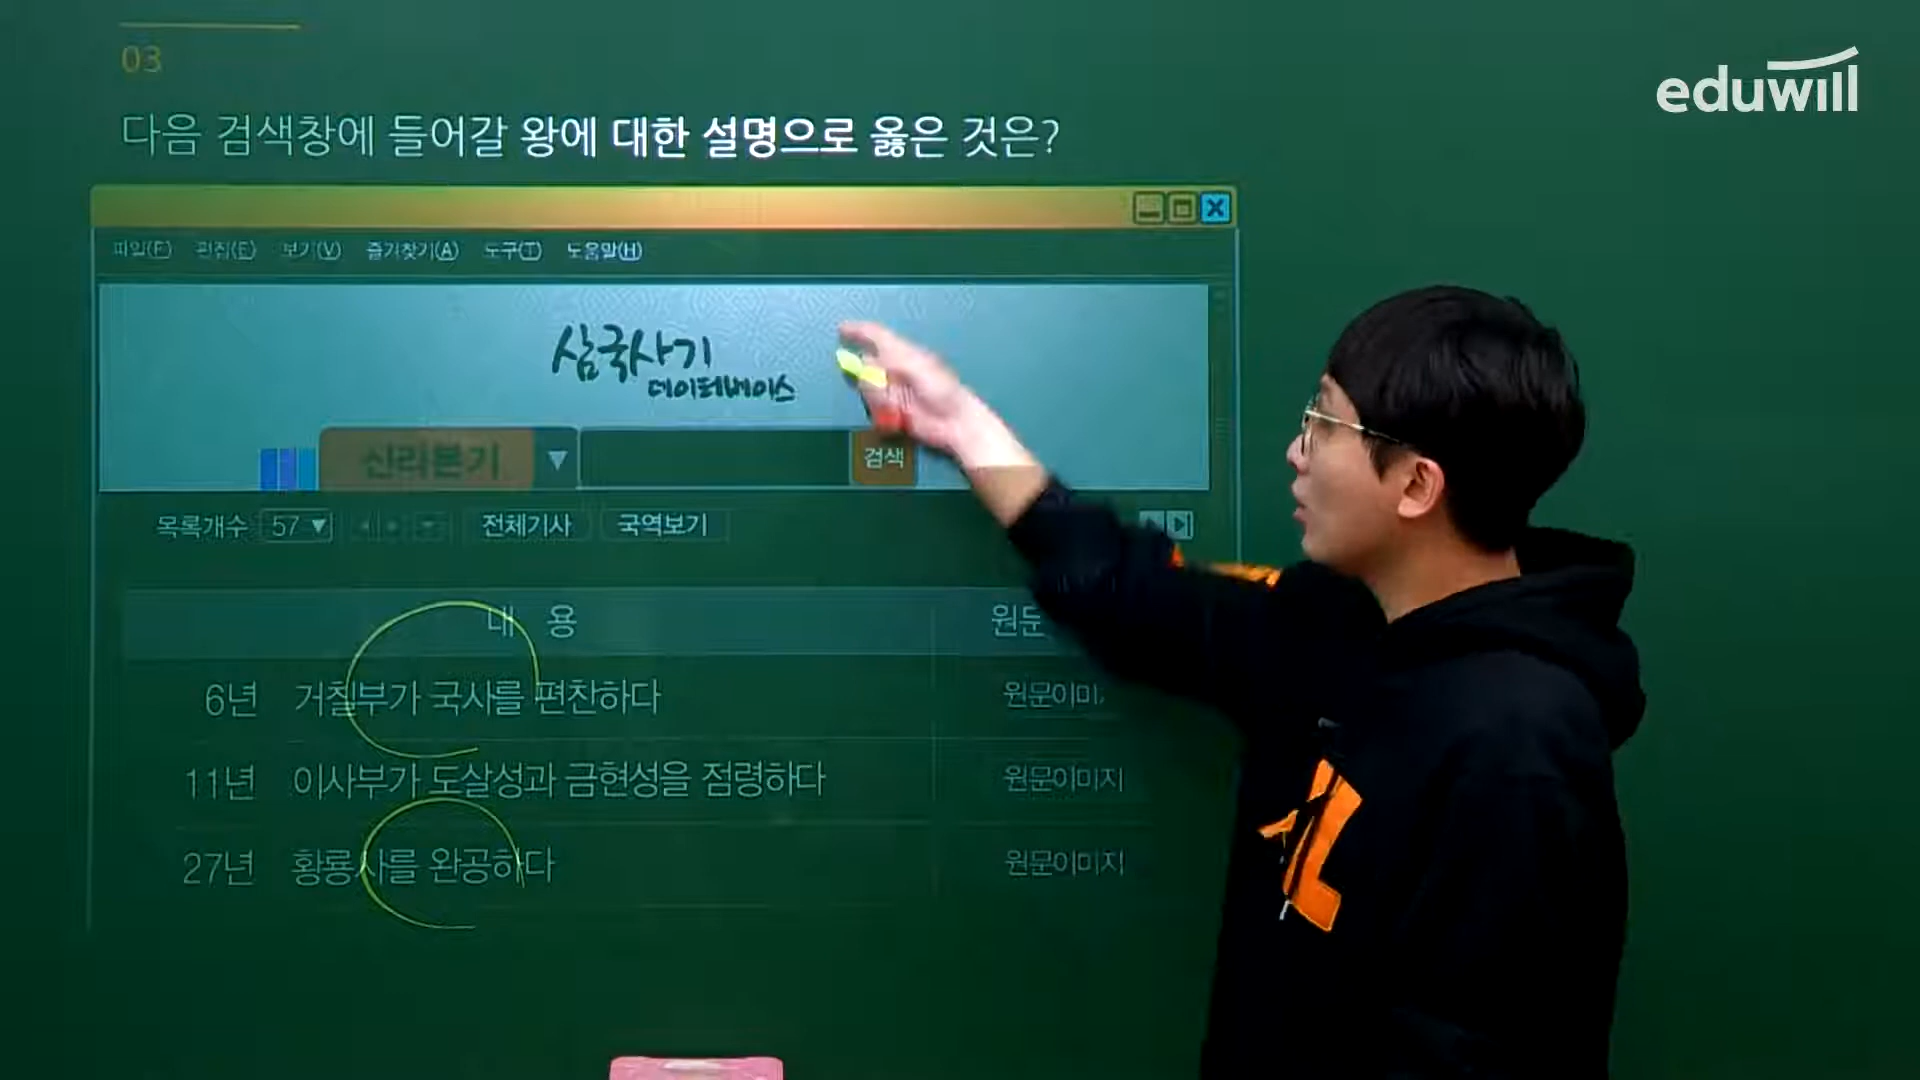 03
eduwill
다음 검색창에 들어갈 왕에 대한 설명으로 옳은 것은?
파일(F) 편집(E) 보기(V) 즐겨찾기(A) 도구(T) 도움말(H)
삼국사기
데이터베이스
신라본기 ▼ 검색
목록개수 57 ▼ 전체기사 국역보기
내 용 원문
6년 거칠부가 국사를 편찬하다 원문이미
11년 이사부가 도살성과 금현성을 점령하다 원문이미지
27년 황룡사를 완공하다 원문이미지